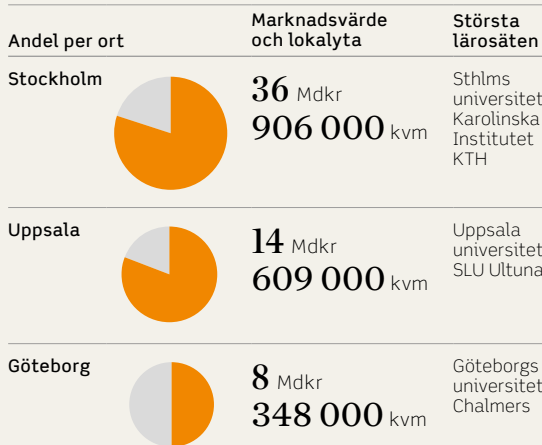 Andel per ort
Marknadsvärde
och lokalyta
Största
lärosäten
Stockholm
36 Mdkr
906 000 kvm
Sthlms
universitet
Karolinska
Institutet
KTH
Uppsala
14 Mdkr
609 000 kvm
Uppsala
universitet
SLU Ultuna
Göteborg
8 Mdkr
348 000 kvm
Göteborgs
universitet
Chalmers